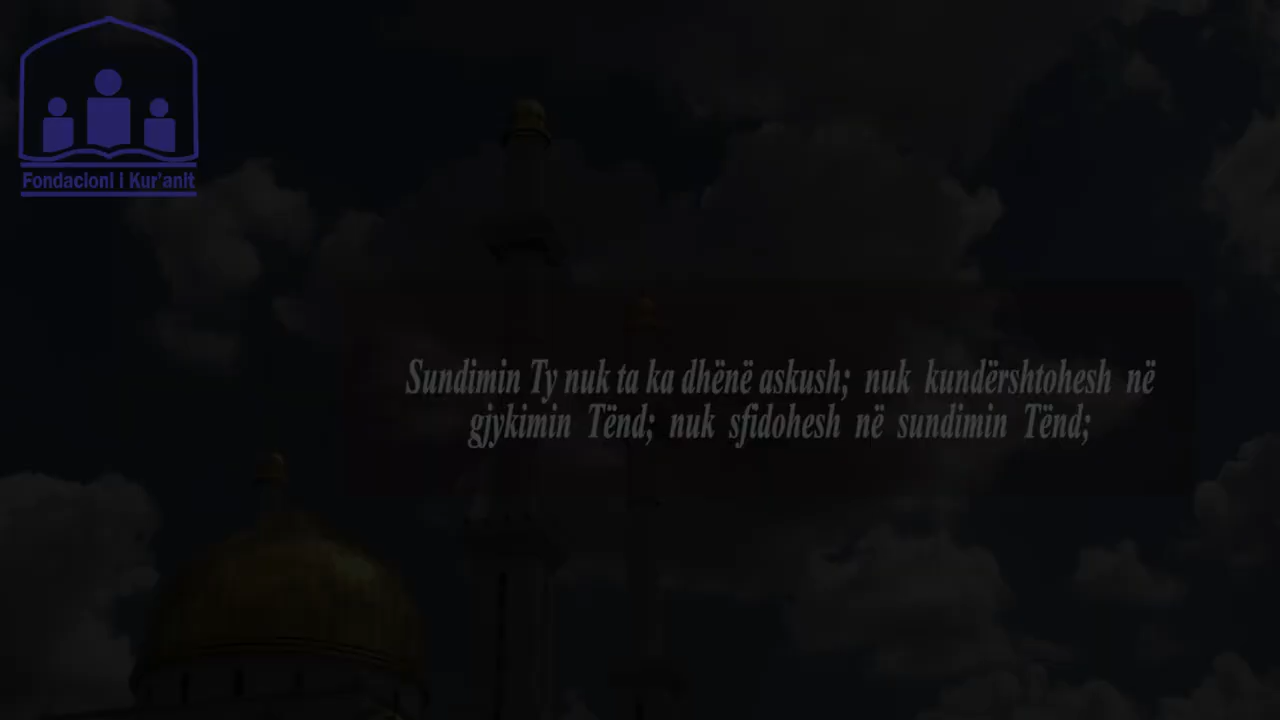 Fondacioni i Kur'anit
Sundimin Ty nuk ta ka dhënë askush; nuk kundërshtohesh në
gjykimin Tënd; nuk sfidohesh në sundimin Tënd;